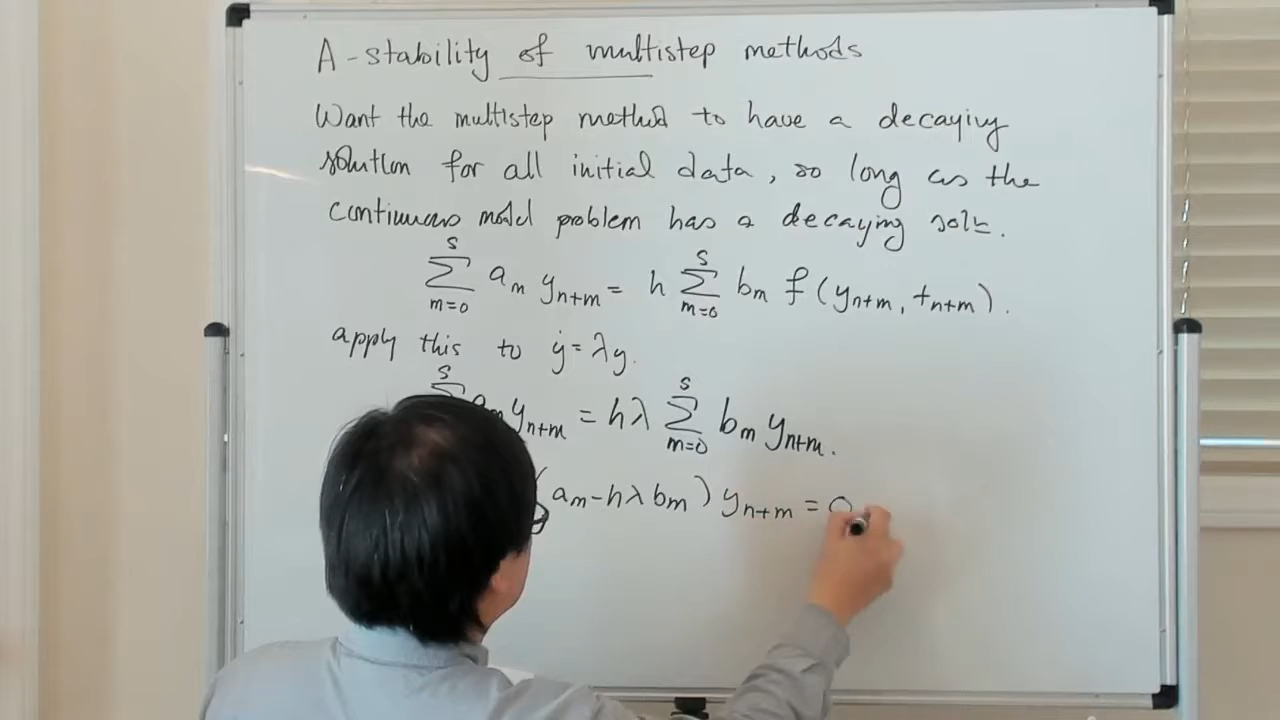 A-stability of multistep methods
Want the multistep method to have a decaying
solution for all initial data, so long as the
continuous model problem has a decaying sol<u>n</u>.
s s
Σ a_m y_{n+m} = h Σ b_m f(y_{n+m}, t_{n+m}).
m=0 m=0
apply this to ẏ=λy.
s s
a_m y_{n+m} = hλ Σ b_m y_{n+m}.
m=0
(a_m - hλ b_m) y_{n+m} = 0